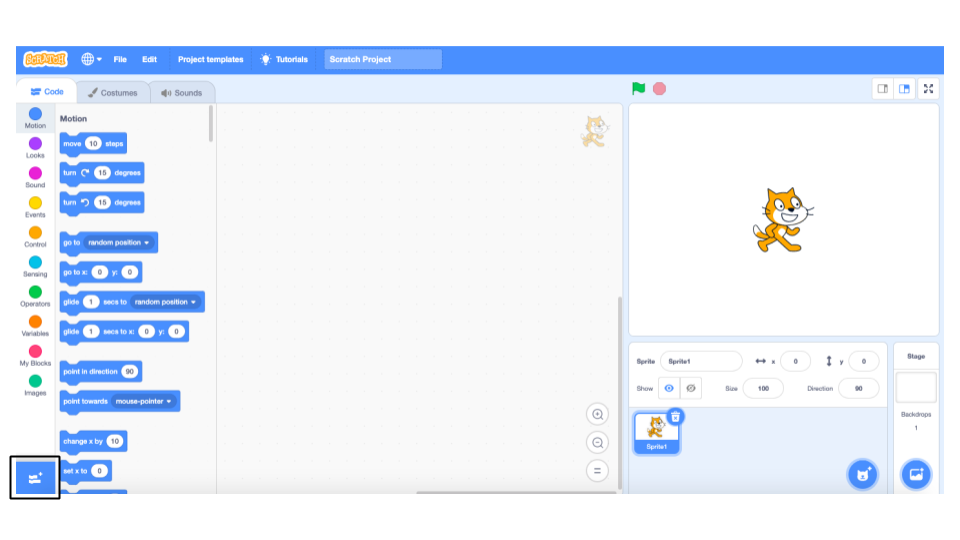 SCRATCH File Edit Project templates Tutorials Scratch Project
Code Costumes Sounds
Motion
Looks
Sound
Events
Control
Sensing
Operators
Variables
My Blocks
Images
Motion
move 10 steps
turn 15 degrees
turn 15 degrees
go to random position
go to x: 0 y: 0
glide 1 secs to random position
glide 1 secs to x: 0 y: 0
point in direction 90
point towards mouse-pointer
change x by 10
set x to 0
Sprite Sprite1 x 0 y 0
Show Size 100 Direction 90
Sprite1
Stage
Backdrops
1